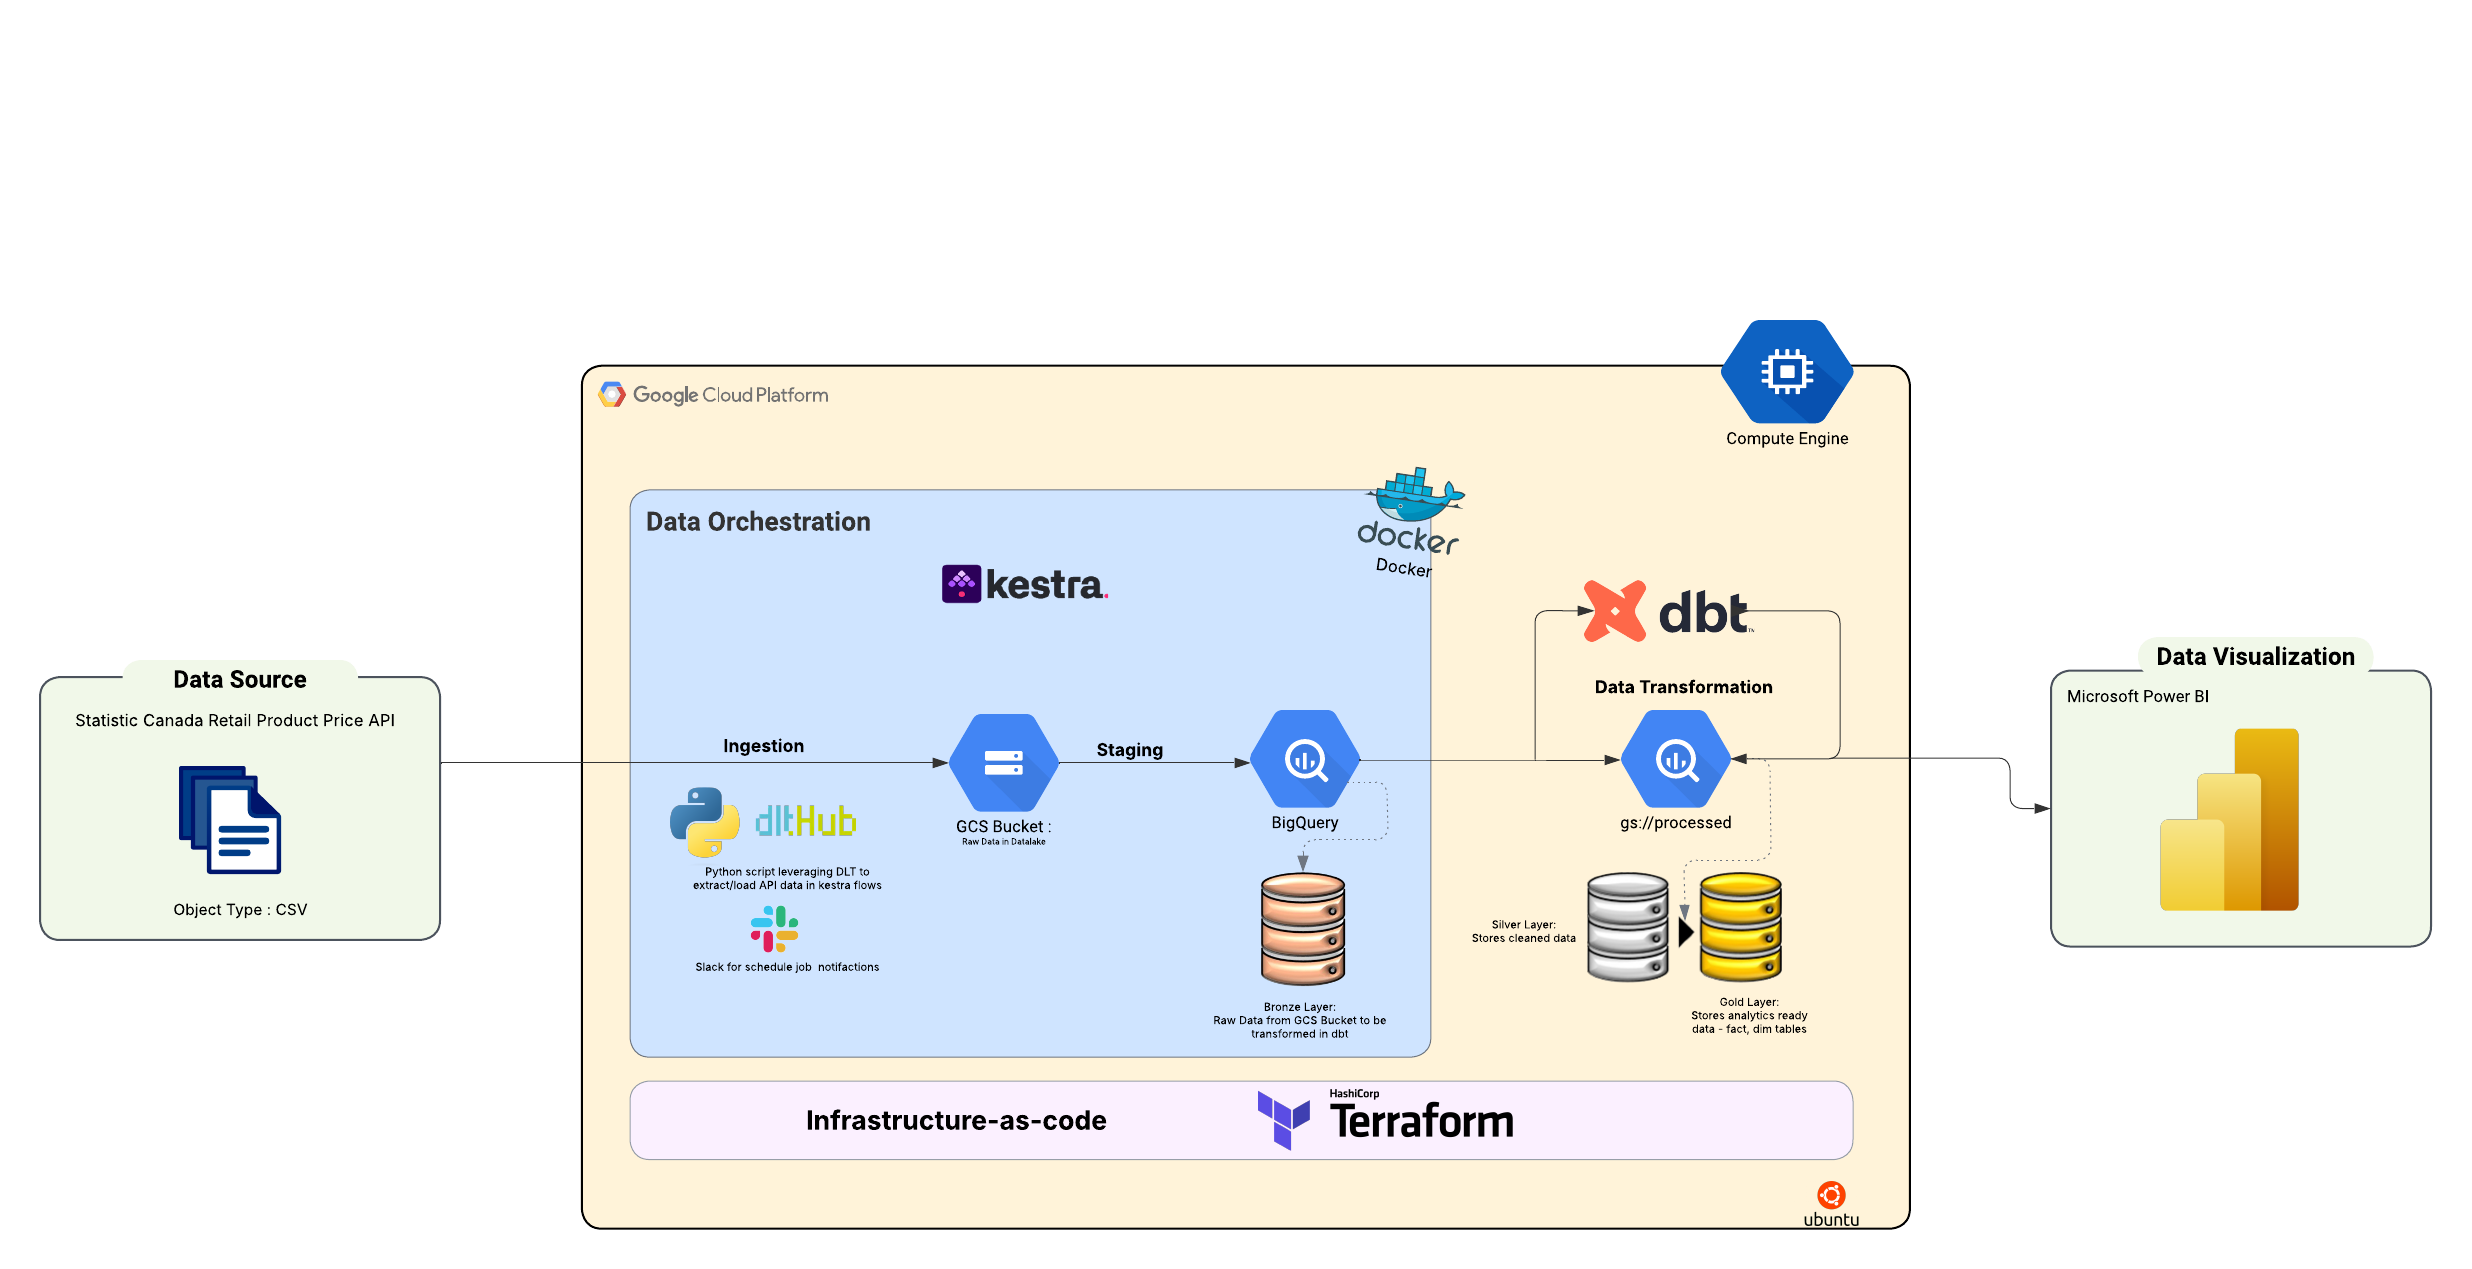 Google Cloud Platform
Compute Engine
Data Orchestration
docker
Docker
kestra.
dbt
™
Data Source
Statistic Canada Retail Product Price API
Object Type : CSV
Ingestion
dltHub
Python script leveraging DLT to
extract/load API data in kestra flows
Slack for schedule job notifactions
GCS Bucket :
Raw Data in Datalake
Staging
BigQuery
Bronze Layer:
Raw Data from GCS Bucket to be
transformed in dbt
Data Transformation
gs://processed
Silver Layer:
Stores cleaned data
Gold Layer:
Stores analytics ready
data - fact, dim tables
Data Visualization
Microsoft Power BI
Infrastructure-as-code
HashiCorp
Terraform
ubuntu